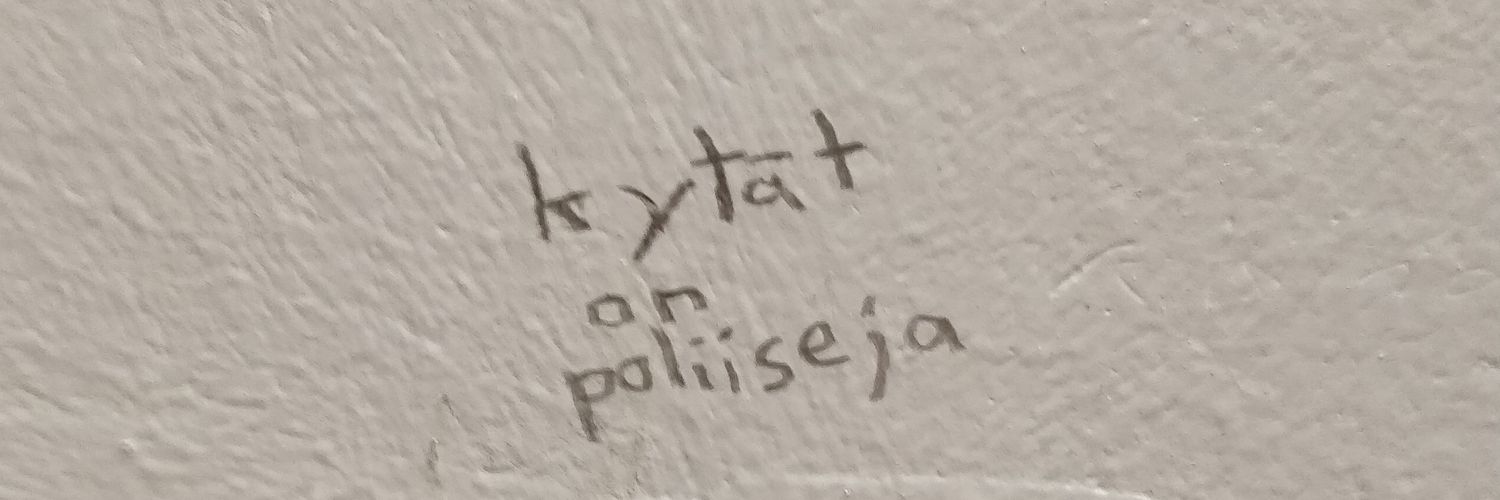 kytät
on
poliiseja